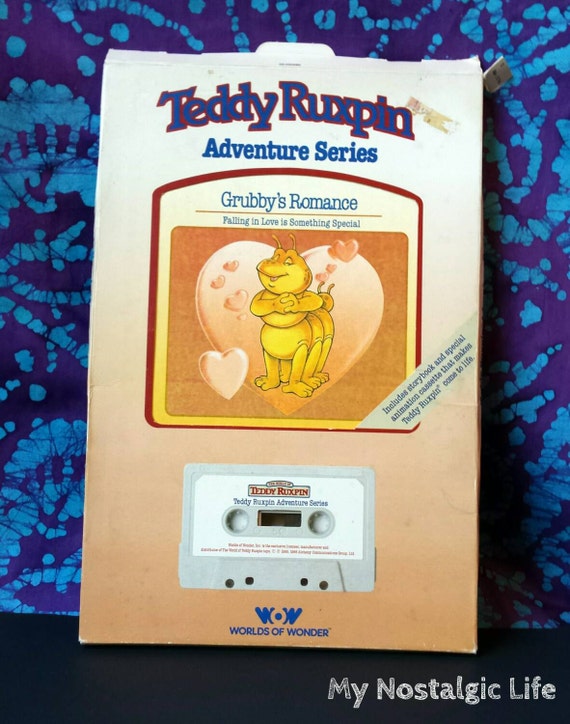 Teddy Ruxpin
Adventure Series
Grubby's Romance
Falling in Love is Something Special
Includes storybook and special
animation cassette that makes
Teddy Ruxpin® come to life.
TEDDY RUXPIN
Teddy Ruxpin Adventure Series
WOW
WORLDS OF WONDER™
My Nostalgic Life